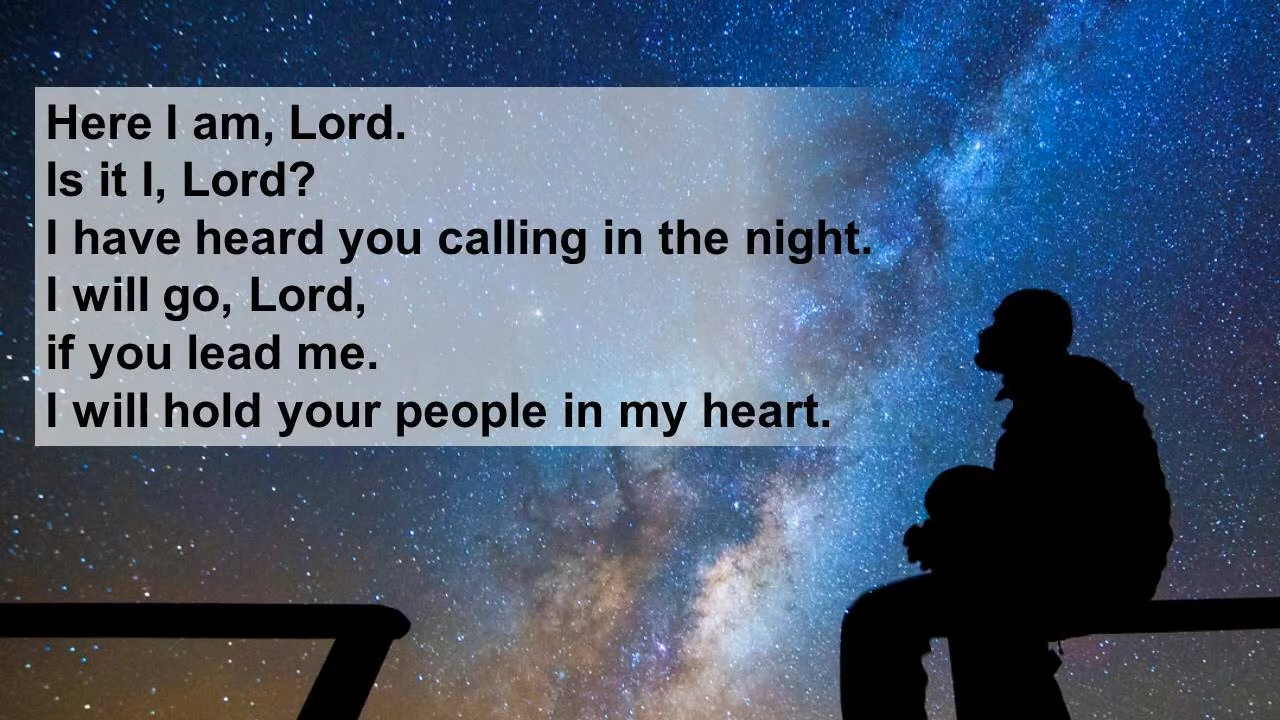 Here I am, Lord.
Is it I, Lord?
I have heard you calling in the night.
I will go, Lord,
if you lead me.
I will hold your people in my heart.